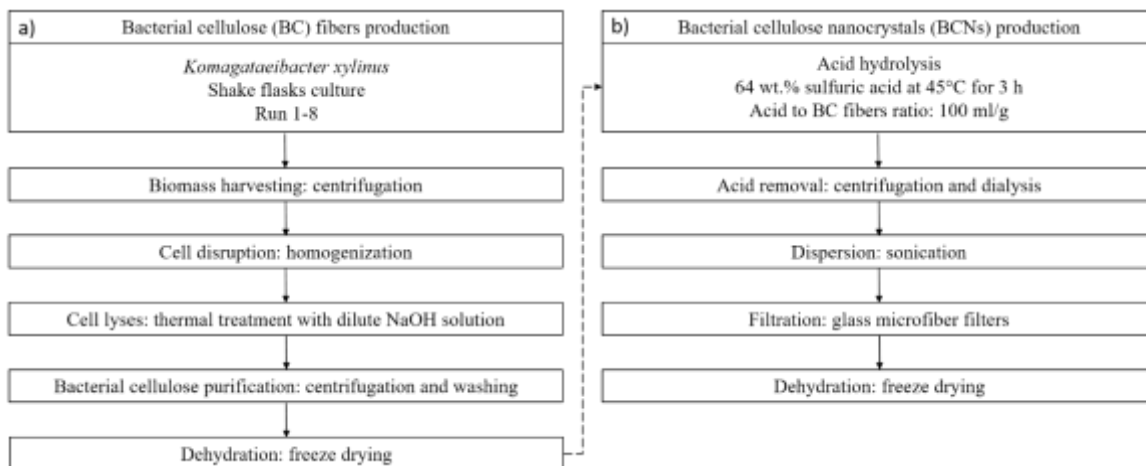 a) Bacterial cellulose (BC) fibers production
Komagataeibacter xylinus
Shake flasks culture
Run 1-8
Biomass harvesting: centrifugation
Cell disruption: homogenization
Cell lyses: thermal treatment with dilute NaOH solution
Bacterial cellulose purification: centrifugation and washing
Dehydration: freeze drying
b) Bacterial cellulose nanocrystals (BCNs) production
Acid hydrolysis
64 wt.% sulfuric acid at 45°C for 3 h
Acid to BC fibers ratio: 100 ml/g
Acid removal: centrifugation and dialysis
Dispersion: sonication
Filtration: glass microfiber filters
Dehydration: freeze drying